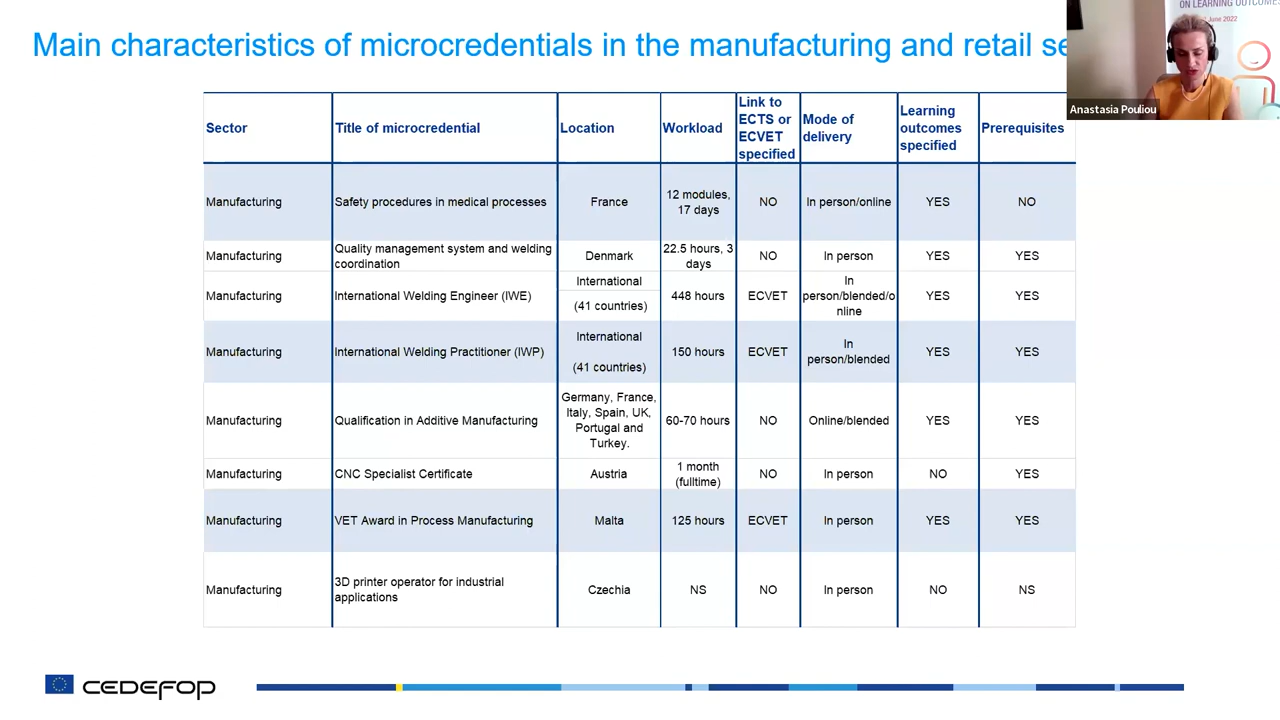 Main characteristics of microcredentials in the manufacturing and retail se
ON LEARNING OUTCOMES
June 2022
Anastasia Pouliou
Sector
Title of microcredential
Location
Workload
Link to
ECTS or
ECVET
specified
Mode of
delivery
Learning
outcomes
specified
Prerequisites
Manufacturing
Safety procedures in medical processes
France
12 modules,
17 days
NO
In person/online
YES
NO
Manufacturing
Quality management system and welding
coordination
Denmark
22.5 hours, 3
days
NO
In person
YES
YES
Manufacturing
International Welding Engineer (IWE)
International
(41 countries)
448 hours
ECVET
In
person/blended/o
nline
YES
YES
Manufacturing
International Welding Practitioner (IWP)
International
(41 countries)
150 hours
ECVET
In
person/blended
YES
YES
Manufacturing
Qualification in Additive Manufacturing
Germany, France,
Italy, Spain, UK,
Portugal and
Turkey.
60-70 hours
NO
Online/blended
YES
YES
Manufacturing
CNC Specialist Certificate
Austria
1 month
(fulltime)
NO
In person
NO
YES
Manufacturing
VET Award in Process Manufacturing
Malta
125 hours
ECVET
In person
YES
YES
Manufacturing
3D printer operator for industrial
applications
Czechia
NS
NO
In person
NO
NS
CEDEFOP